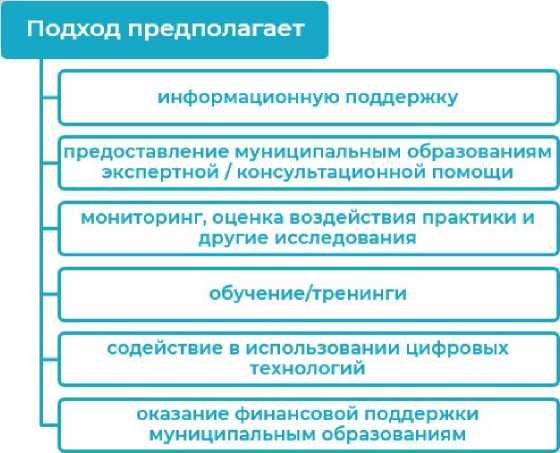 Подход предполагает
информационную поддержку
предоставление муниципальным образованиям
экспертной / консультационной помощи
мониторинг, оценка воздействия практики и
другие исследования
обучение/тренинги
содействие в использовании цифровых
технологий
оказание финансовой поддержки
муниципальным образованиям